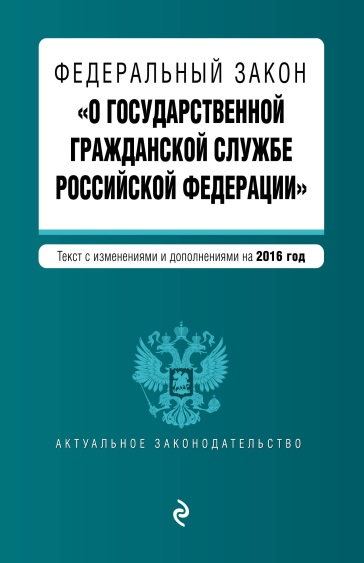 ФЕДЕРАЛЬНЫЙ ЗАКОН
«О ГОСУДАРСТВЕННОЙ
ГРАЖДАНСКОЙ СЛУЖБЕ
РОССИЙСКОЙ ФЕДЕРАЦИИ»
Текст с изменениями и дополнениями на 2016 год
АКТУАЛЬНОЕ ЗАКОНОДАТЕЛЬСТВО